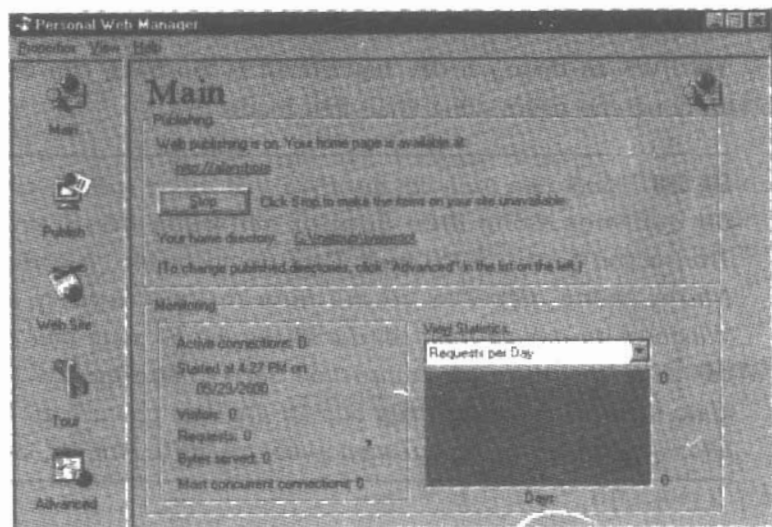 Personal Web Manager
Properties View Help
Main
Publish
Web Site
Tour
Advanced
Main
Publishing
Web publishing is on. Your home page is available at:
Stop Click Stop to make the items on your site unavailable.
Your home directory:
(To change published directories, click "Advanced" in the list on the left.)
Monitoring
Active connections: 0
Started at 4:27 PM on
Visitors: 0
Requests: 0
Bytes served: 0
Most concurrent connections: 0
View Statistics:
Requests per Day
0
0
Days